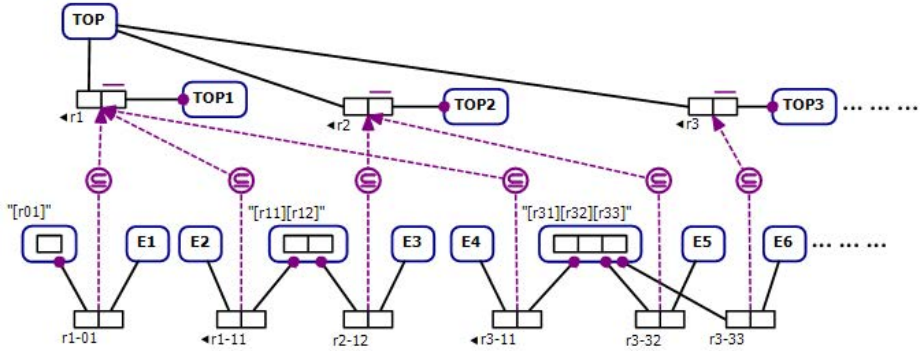 TOP
TOP1
TOP2
TOP3 ... ... ...
◄r1
◄r2
◄r3
"[r01]"
"[r11][r12]"
"[r31][r32][r33]"
E1
E2
E3
E4
E5
E6 ... ... ...
r1-01
◄r1-11
r2-12
◄r3-11
r3-32
r3-33